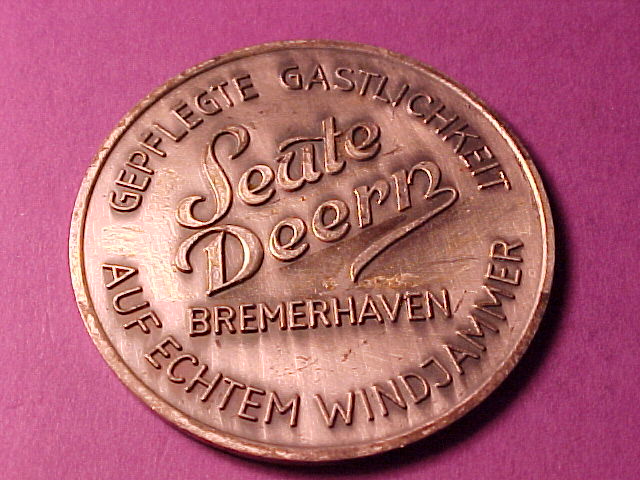 GEPFLEGTE GASTLICHKEIT
Seute
Deern
BREMERHAVEN
AUF ECHTEM WINDJAMMER